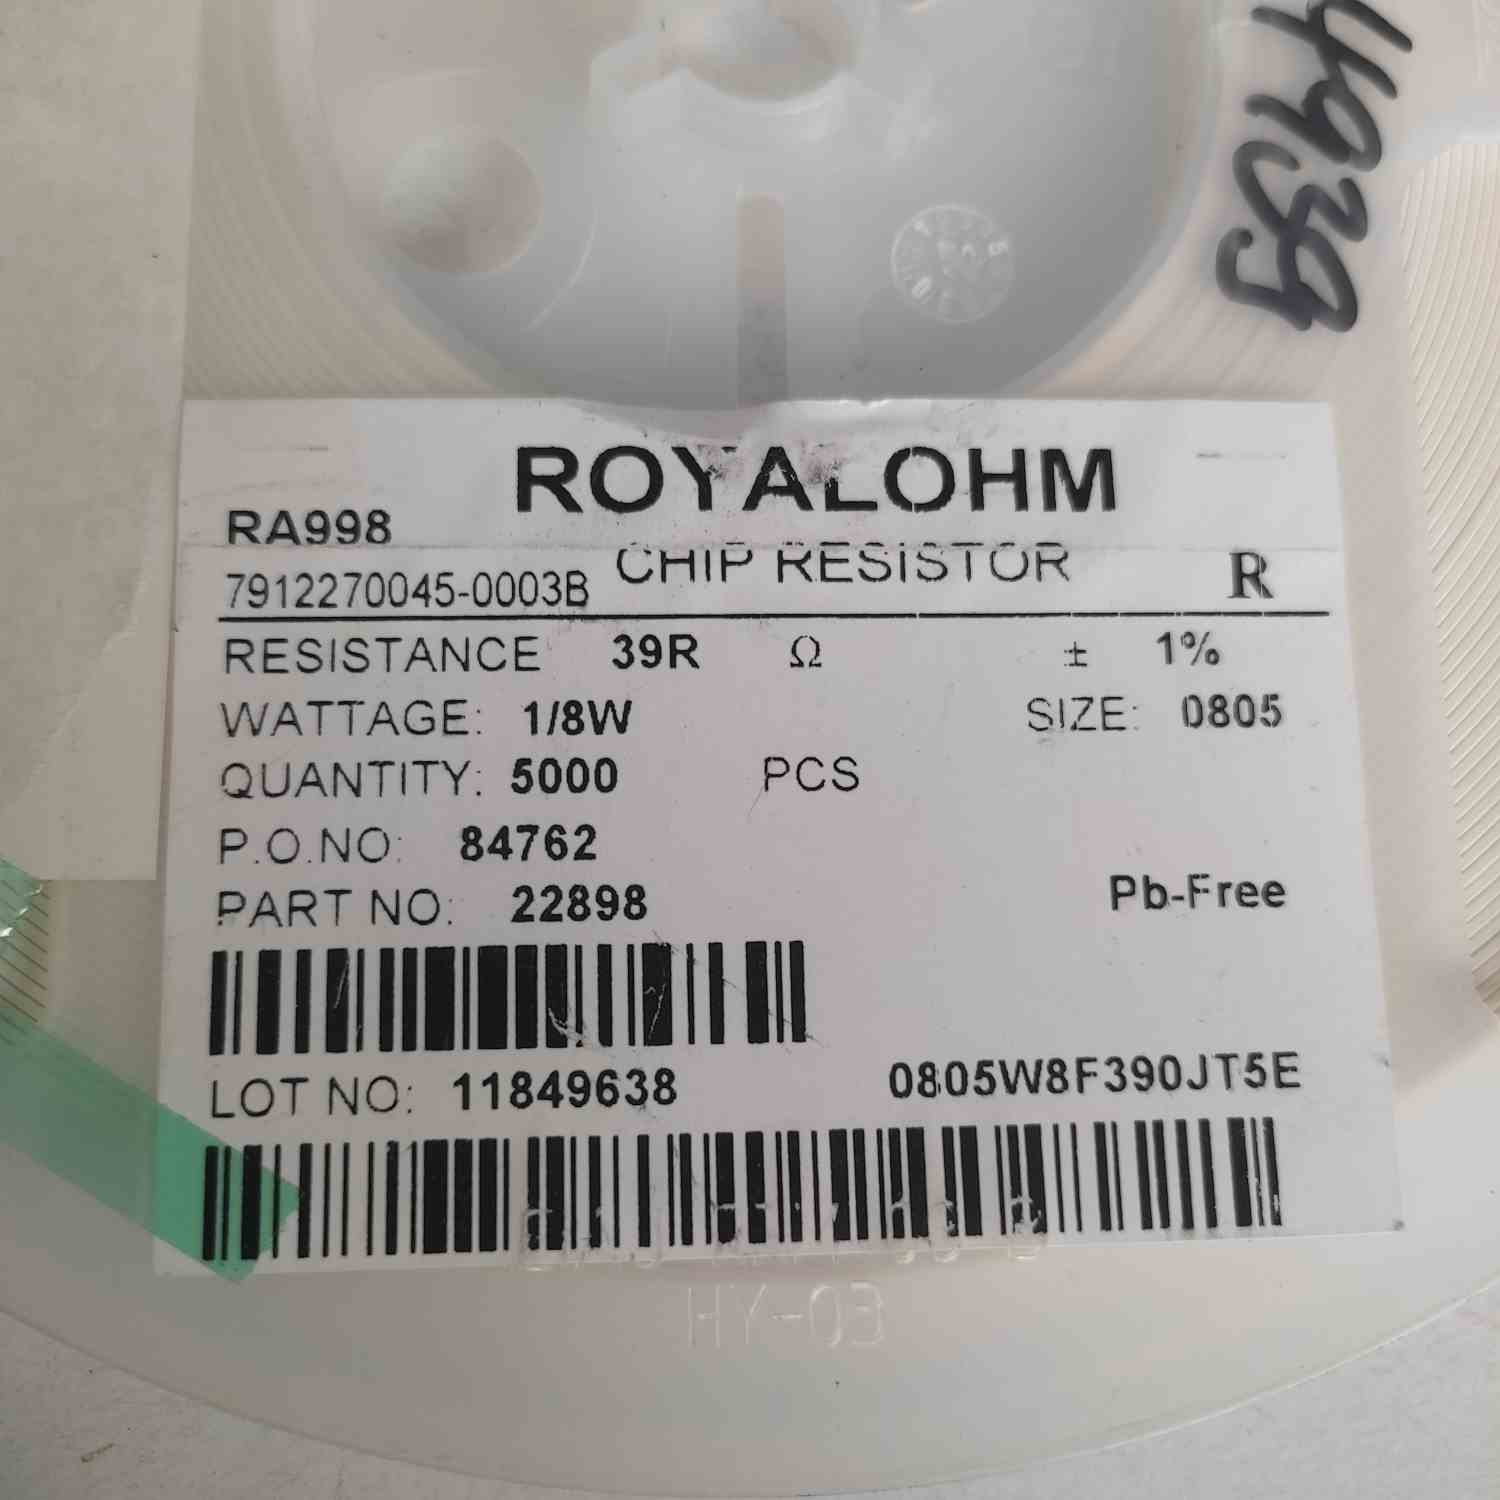 4939
ROYALOHM
RA998
CHIP RESISTOR
7912270045-0003B
R
RESISTANCE 39R Ω ± 1%
WATTAGE: 1/8W SIZE: 0805
QUANTITY: 5000 PCS
P.O.NO: 84762
PART NO: 22898 Pb-Free
LOT NO: 11849638 0805W8F390JT5E
HY-03